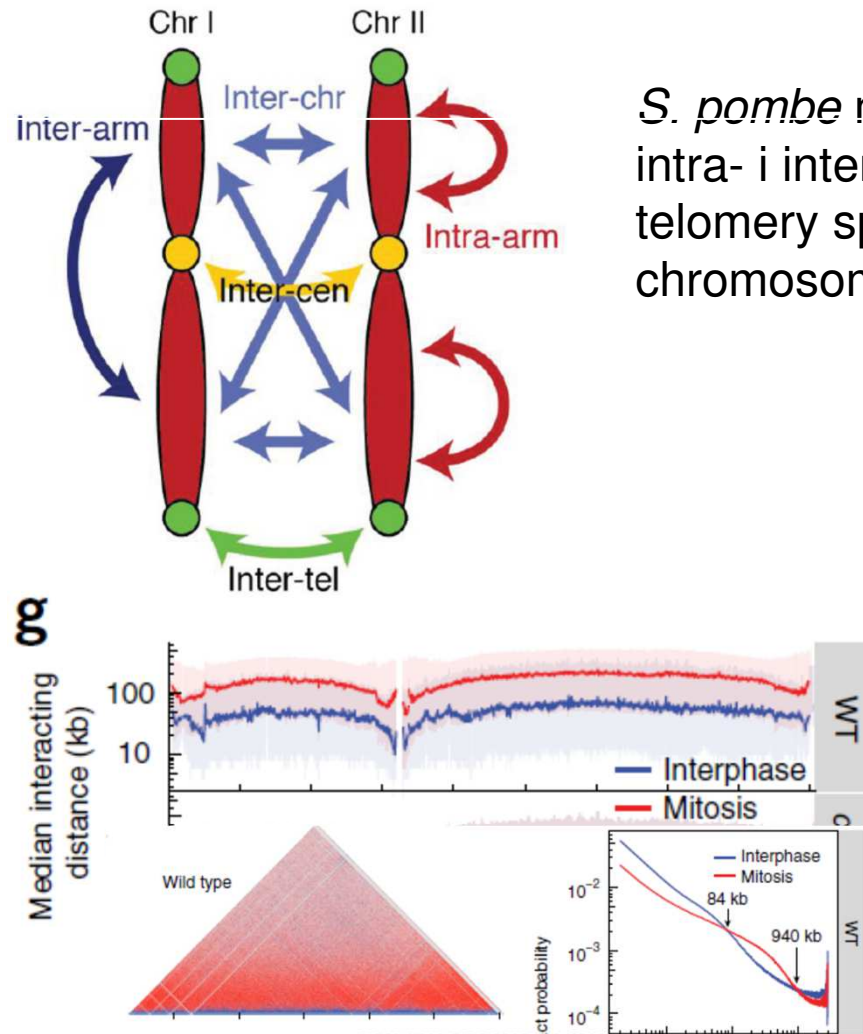 Chr I
Chr II
Inter-chr
Inter-arm
Intra-arm
Inter-cen
Inter-tel
S. pombe
intra- i inter
telomery sp
chromosom
g
Median interacting
distance (kb)
100
10
Interphase
Mitosis
WT
Wild type
ct probability
10⁻²
10⁻³
10⁻⁴
Interphase
Mitosis
84 kb
940 kb
WT